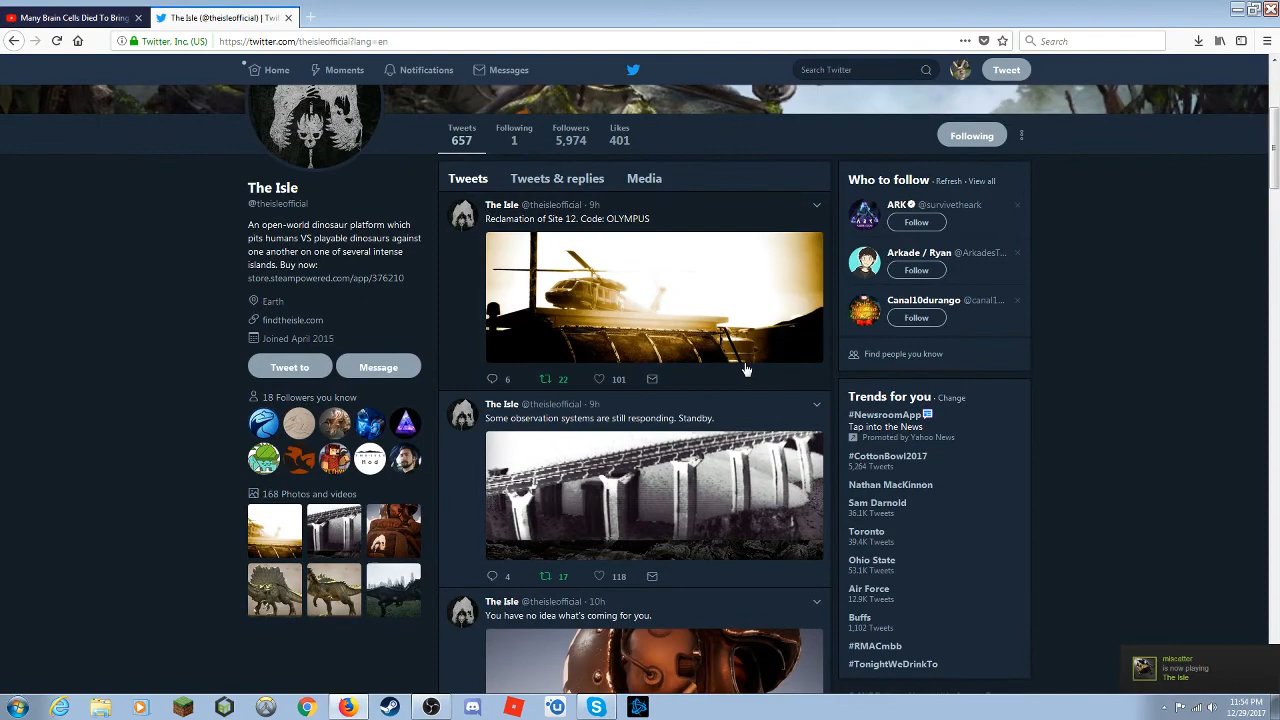 Many Brain Cells Died To Bring
The Isle (@theisleofficial) | Twi
Twitter, Inc. (US)
https://twitter.com/theisleofficial?lang=en
Search
Home
Moments
Notifications
Messages
Search Twitter
Tweet
Tweets
657
Following
1
Followers
5,974
Likes
401
Following
The Isle
@theisleofficial
An open-world dinosaur platform which
pits humans VS playable dinosaurs against
one another on one of several intense
islands. Buy now:
store.steampowered.com/app/376210
Earth
findtheisle.com
Joined April 2015
Tweet to
Message
18 Followers you know
168 Photos and videos
Tweets
Tweets & replies
Media
The Isle @theisleofficial · 9h
Reclamation of Site 12. Code: OLYMPUS
6
22
101
The Isle @theisleofficial · 9h
Some observation systems are still responding. Standby.
4
17
118
The Isle @theisleofficial · 10h
You have no idea what's coming for you.
Who to follow · Refresh · View all
ARK @survivetheark
Follow
Arkade / Ryan @ArkadesT...
Follow
Canal10durango @canal1...
Follow
Find people you know
Trends for you · Change
#NewsroomApp
Tap into the News
Promoted by Yahoo News
#CottonBowl2017
5,264 Tweets
Nathan MacKinnon
Sam Darnold
36.1K Tweets
Toronto
39.4K Tweets
Ohio State
53.1K Tweets
Air Force
12.9K Tweets
Buffs
1,102 Tweets
#RMACmbb
#TonightWeDrinkTo
is now playing
The Isle
11:54 PM
12/29/2017